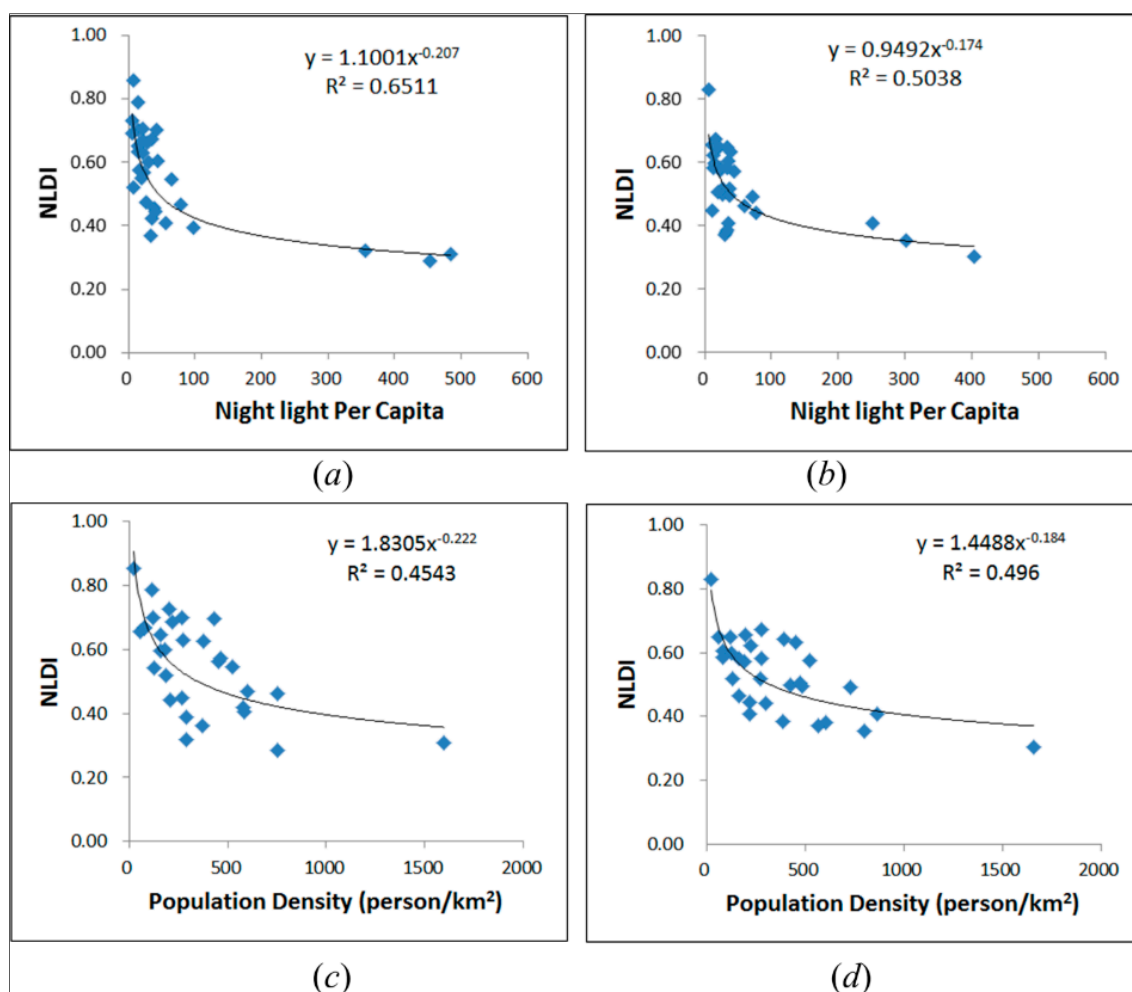 y = 1.1001x^-0.207
R² = 0.6511
NLDI
1.00
0.80
0.60
0.40
0.20
0.00
0 100 200 300 400 500 600
Night light Per Capita
(a)
y = 0.9492x^-0.174
R² = 0.5038
NLDI
1.00
0.80
0.60
0.40
0.20
0.00
0 100 200 300 400 500 600
Night light Per Capita
(b)
y = 1.8305x^-0.222
R² = 0.4543
NLDI
1.00
0.80
0.60
0.40
0.20
0.00
0 500 1000 1500 2000
Population Density (person/km²)
(c)
y = 1.4488x^-0.184
R² = 0.496
NLDI
1.00
0.80
0.60
0.40
0.20
0.00
0 500 1000 1500 2000
Population Density (person/km²)
(d)